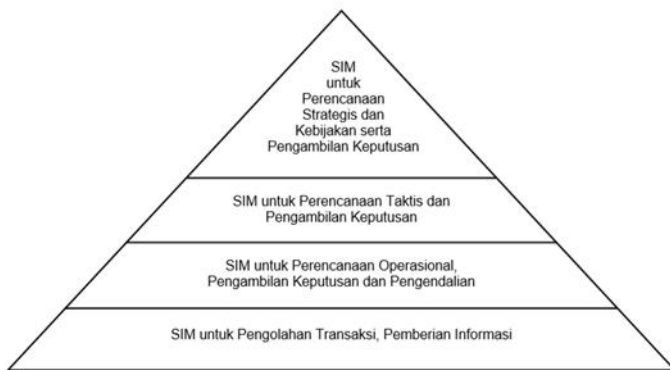 SIM
untuk
Perencanaan
Strategis dan
Kebijakan serta
Pengambilan Keputusan
SIM untuk Perencanaan Taktis dan
Pengambilan Keputusan
SIM untuk Perencanaan Operasional,
Pengambilan Keputusan dan Pengendalian
SIM untuk Pengolahan Transaksi, Pemberian Informasi